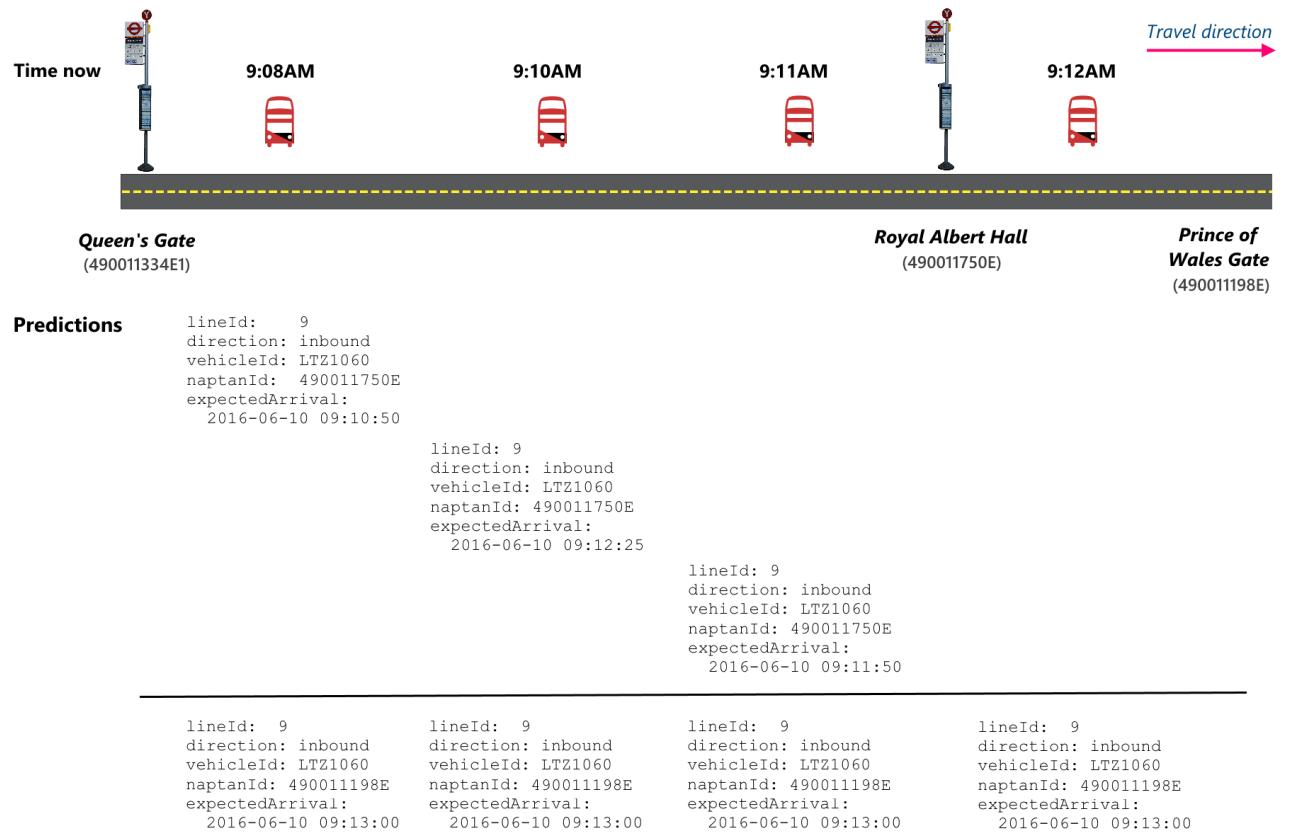 Travel direction
Time now
9:08AM
9:10AM
9:11AM
9:12AM
Queen's Gate
(490011334E1)
Royal Albert Hall
(490011750E)
Prince of
Wales Gate
(490011198E)
Predictions
lineId: 9
direction: inbound
vehicleId: LTZ1060
naptanId: 490011750E
expectedArrival:
2016-06-10 09:10:50
lineId: 9
direction: inbound
vehicleId: LTZ1060
naptanId: 490011750E
expectedArrival:
2016-06-10 09:12:25
lineId: 9
direction: inbound
vehicleId: LTZ1060
naptanId: 490011750E
expectedArrival:
2016-06-10 09:11:50
lineId: 9
direction: inbound
vehicleId: LTZ1060
naptanId: 490011198E
expectedArrival:
2016-06-10 09:13:00
lineId: 9
direction: inbound
vehicleId: LTZ1060
naptanId: 490011198E
expectedArrival:
2016-06-10 09:13:00
lineId: 9
direction: inbound
vehicleId: LTZ1060
naptanId: 490011198E
expectedArrival:
2016-06-10 09:13:00
lineId: 9
direction: inbound
vehicleId: LTZ1060
naptanId: 490011198E
expectedArrival:
2016-06-10 09:13:00